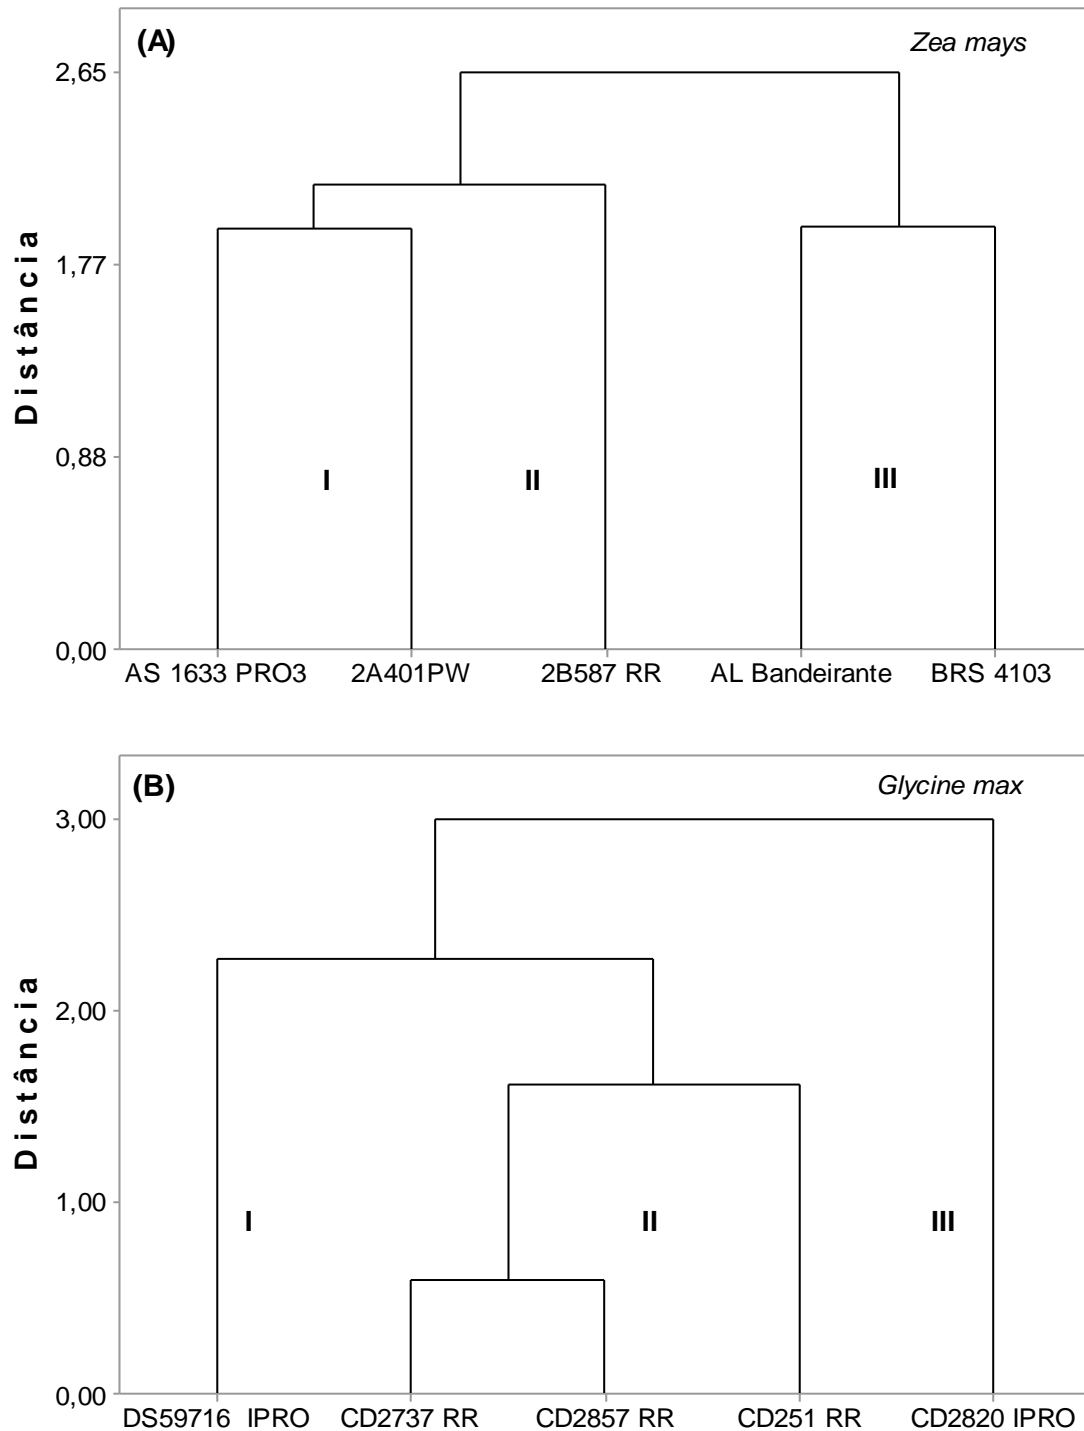 (A)
Zea mays
2,65
1,77
0,88
0,00
Distância
I
II
III
AS 1633 PRO3 2A401PW 2B587 RR AL Bandeirante BRS 4103
(B)
Glycine max
3,00
2,00
1,00
0,00
Distância
I
II
III
DS59716 IPRO CD2737 RR CD2857 RR CD251 RR CD2820 IPRO